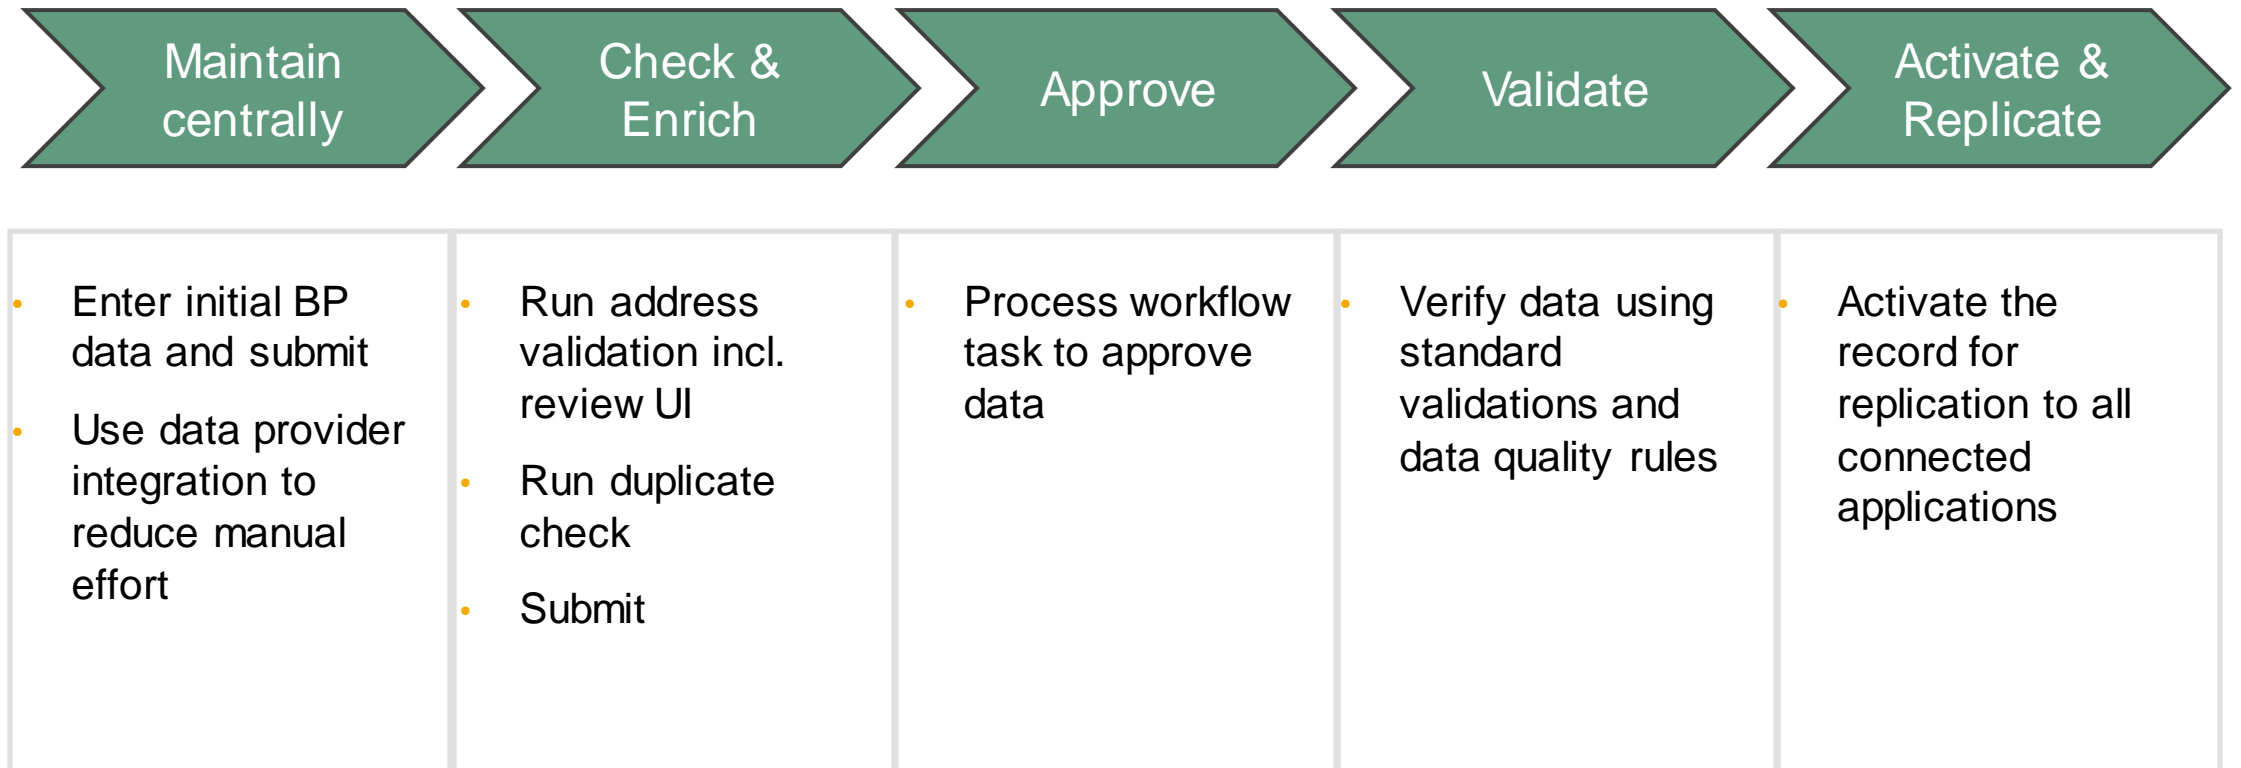 Maintain
centrally
Check &
Enrich
Approve
Validate
Activate &
Replicate
• Enter initial BP
data and submit
• Use data provider
integration to
reduce manual
effort
• Run address
validation incl.
review UI
• Run duplicate
check
• Submit
• Process workflow
task to approve
data
• Verify data using
standard
validations and
data quality rules
• Activate the
record for
replication to all
connected
applications